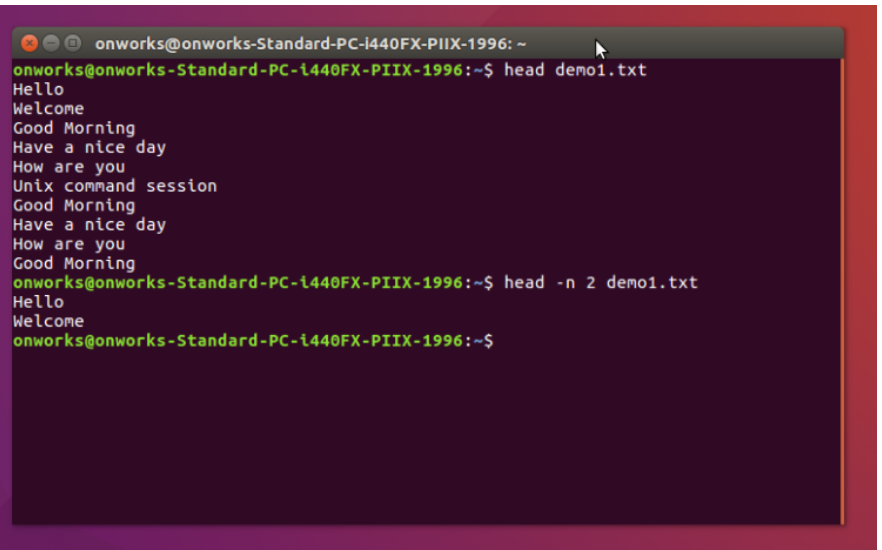 onworks@onworks-Standard-PC-i440FX-PIIX-1996: ~
onworks@onworks-Standard-PC-i440FX-PIIX-1996:~$ head demo1.txt
Hello
Welcome
Good Morning
Have a nice day
How are you
Unix command session
Good Morning
Have a nice day
How are you
Good Morning
onworks@onworks-Standard-PC-i440FX-PIIX-1996:~$ head -n 2 demo1.txt
Hello
Welcome
onworks@onworks-Standard-PC-i440FX-PIIX-1996:~$